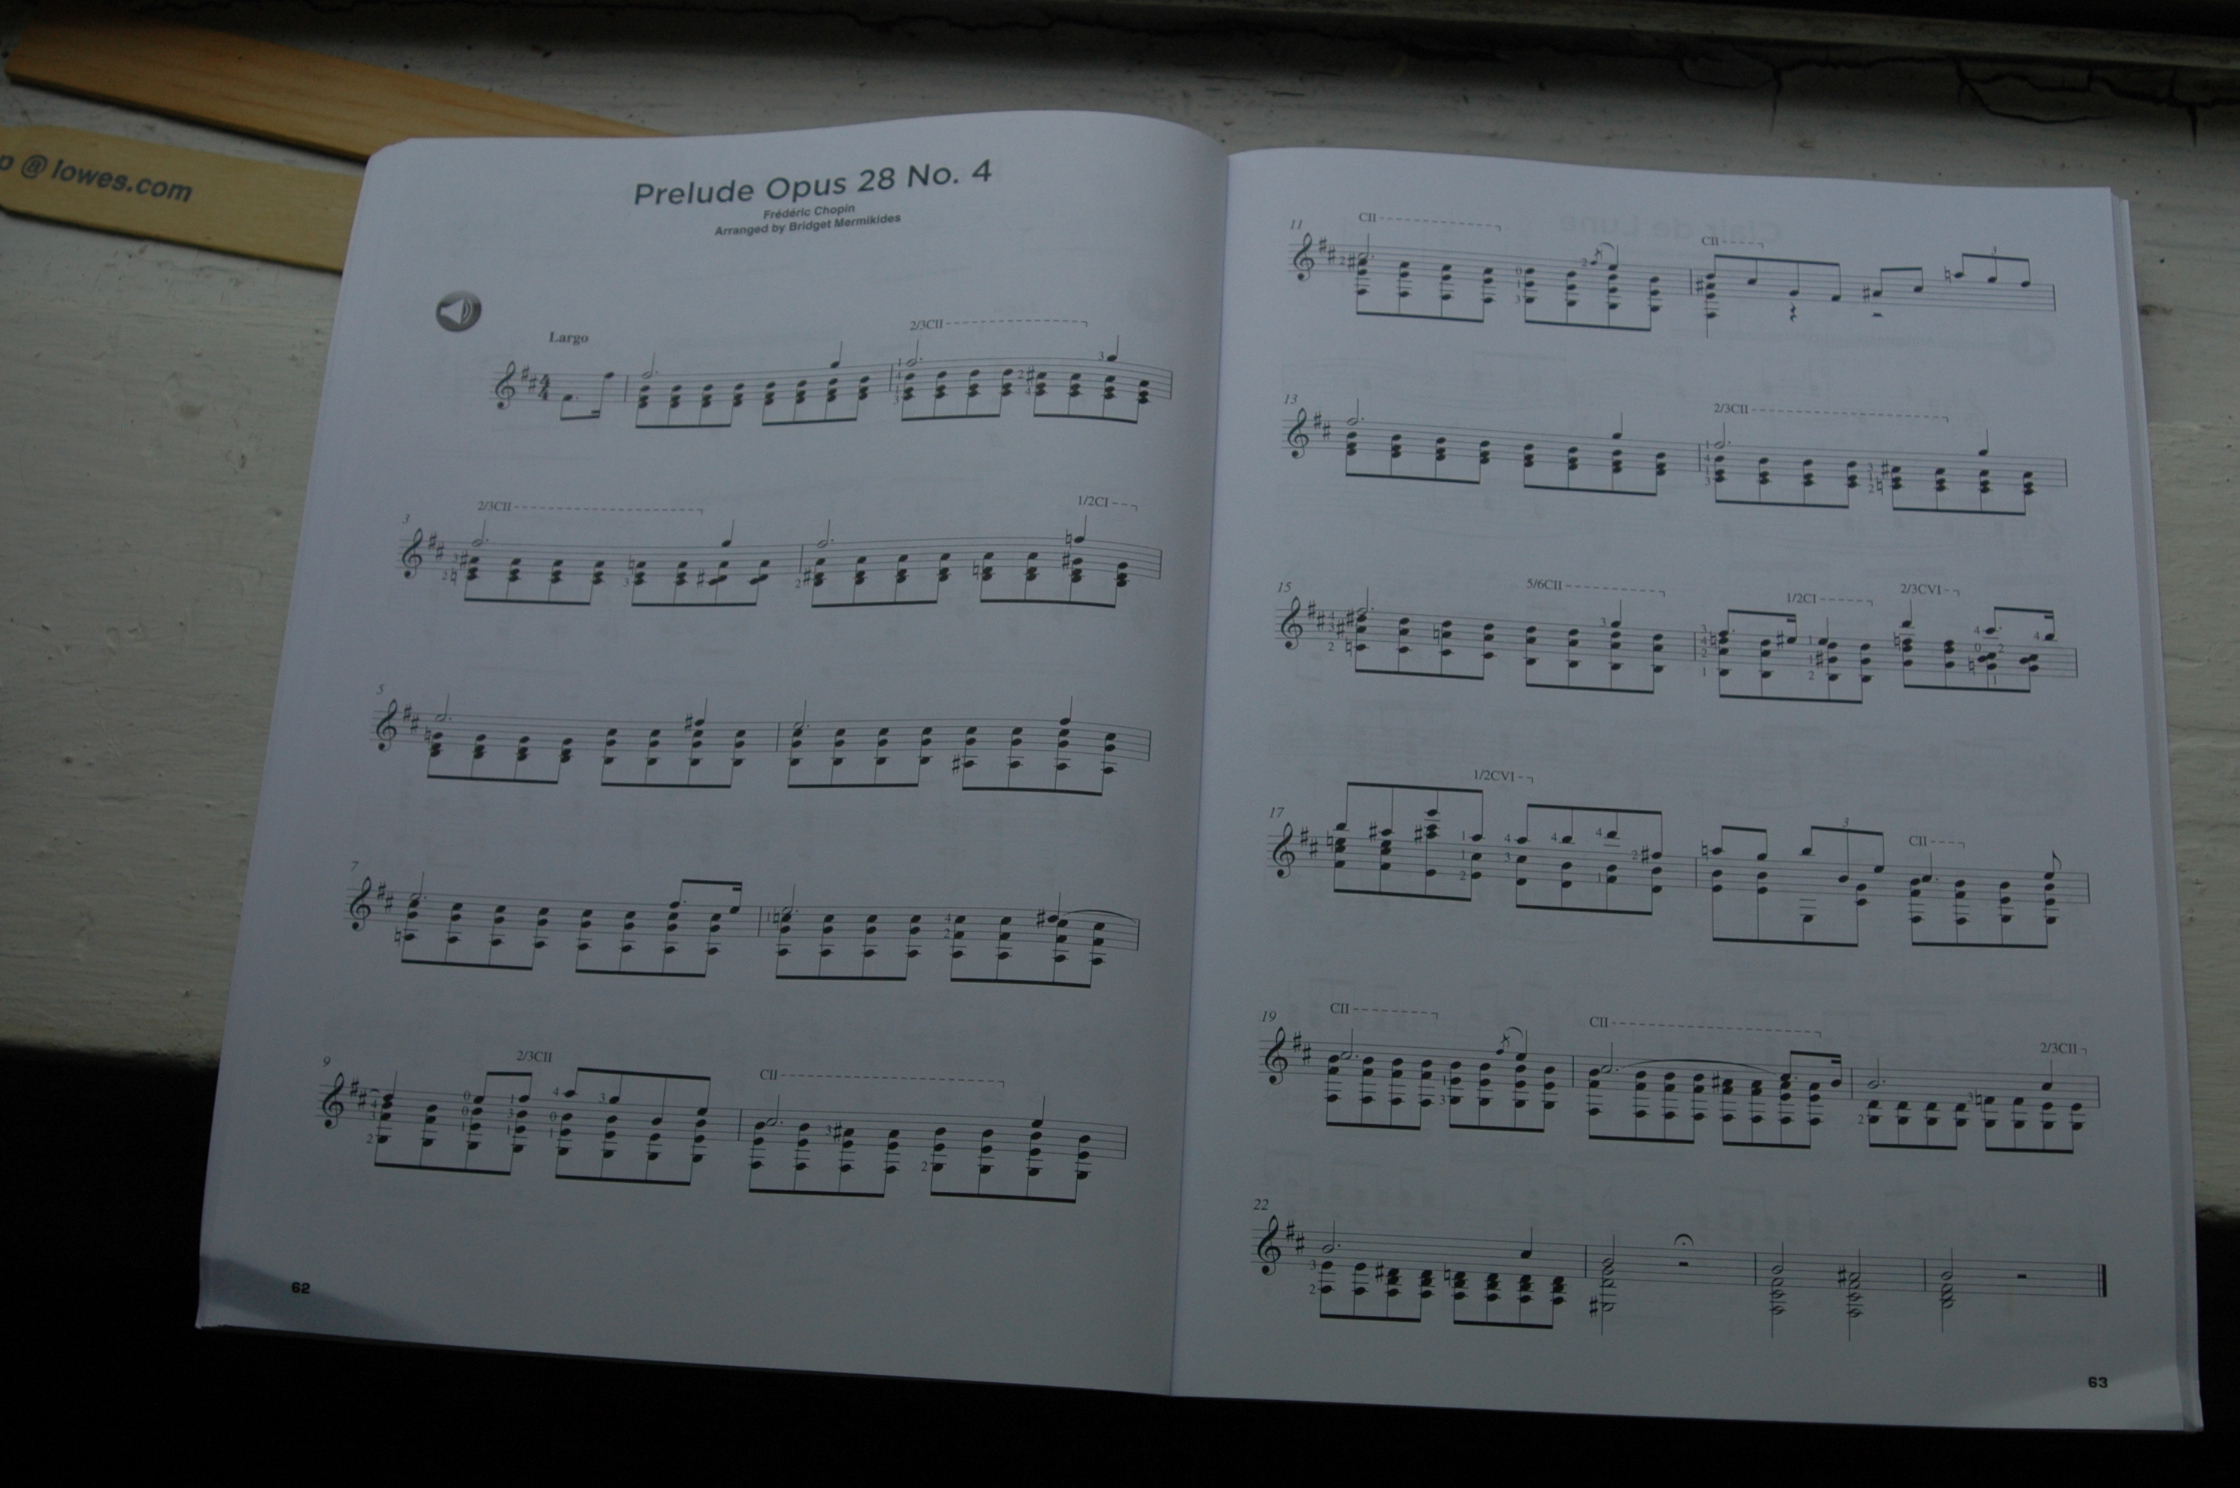 Prelude Opus 28 No. 4
Frédéric Chopin
Arranged by Bridget Mermikides
Largo
2/3CII
3
2/3CII
1/2CI
5
7
9
2/3CII
CII
62
11
CII
CII
13
2/3CII
15
5/6CII
1/2CI
2/3CVI
17
1/2CVI
CII
19
CII
CII
2/3CII
22
63
p @ lowes.com